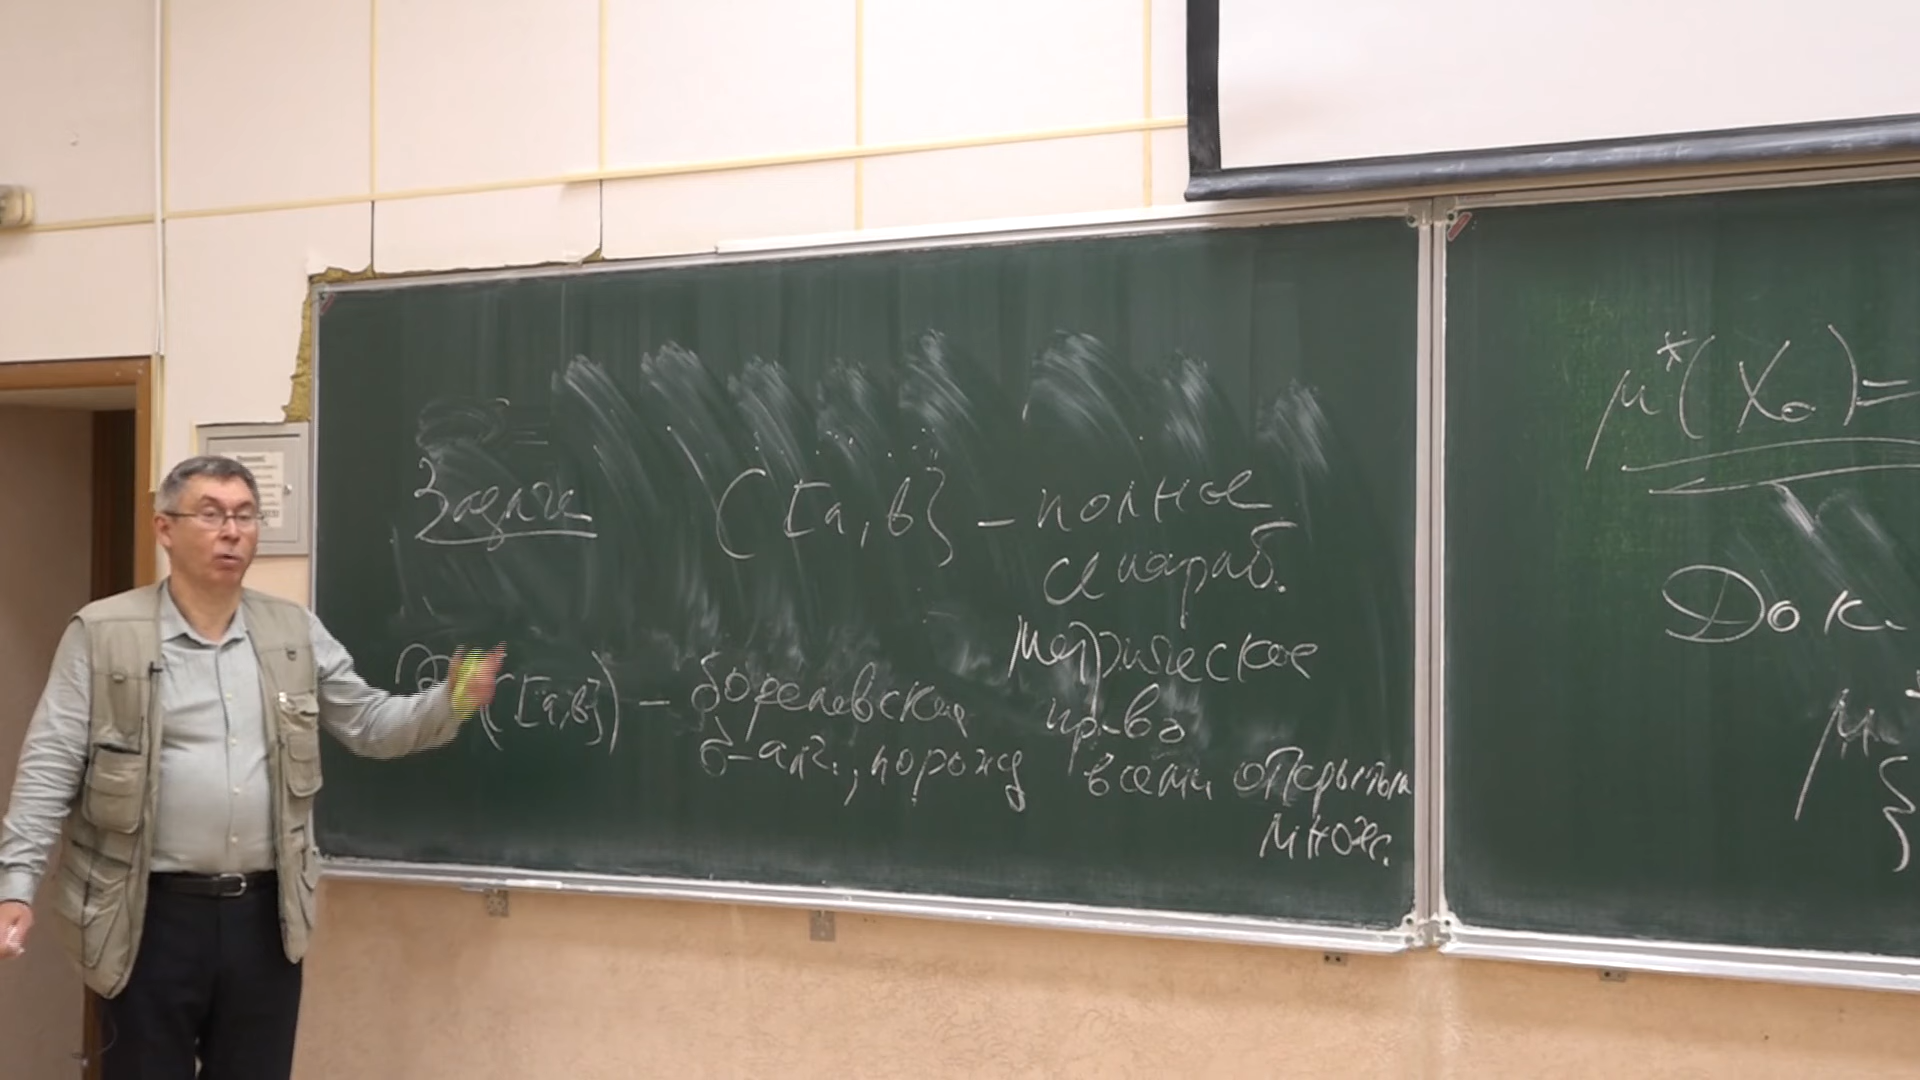 Задача C[a,b] – полное
сепараб.
метрическое
пр-во
([a,b]) – борелевская
σ-алг., порожд всеми открытыми
множ.
μ*(X₀)=
Док.
μ*